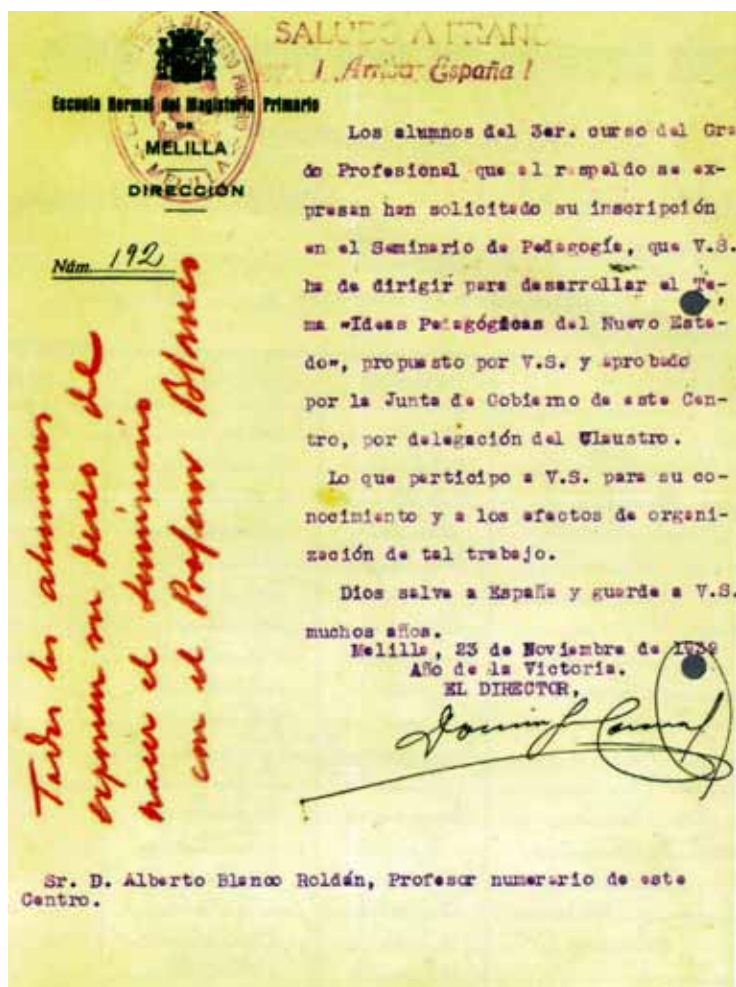 SALUDO A FRANCO
¡ Arriba España !
Escuela Normal del Magisterio Primario
DE
MELILLA
DIRECCIÓN
Núm. 192
Los alumnos del 3er. curso del Gra
do Profesional que al respaldo se ex-
presan han solicitado su inscripción
en el Seminario de Pedagogía, que V.S.
ha de dirigir para desarrollar el Te-
ma "Ideas Pedagógicas del Nuevo Esta-
do", propuesto por V.S. y aprobado
por la Junta de Gobierno de este Cen-
tro, por delegación del Claustro.
Lo que participo a V.S. para su co-
nocimiento y a los efectos de organi-
zación de tal trabajo.
Dios salve a España y guarde a V.S.
muchos años.
Melilla, 23 de Noviembre de 1939
Año de la Victoria.
EL DIRECTOR,
Todos los alumnos
exponen su deseo de
hacer el seminario
con el Profesor Blanco
Sr. D. Alberto Blanco Roldán, Profesor numerario de este
Centro.